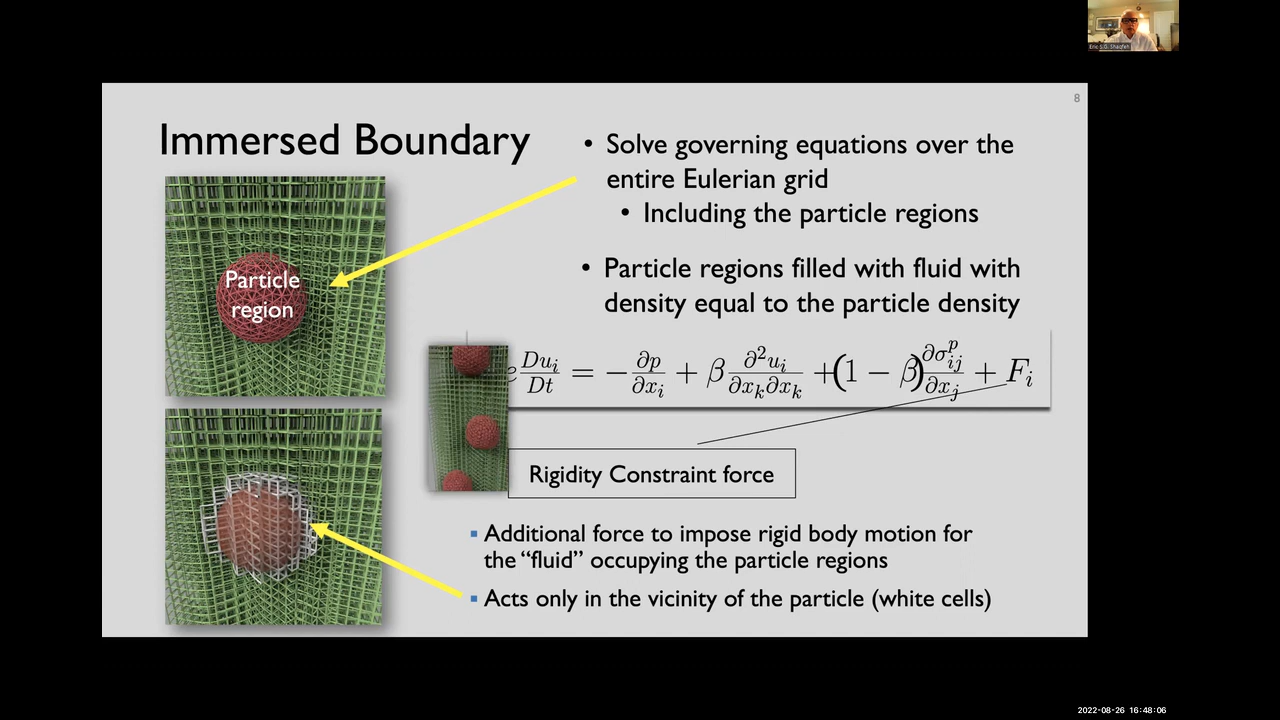 Eric S.G. Shaqfeh
8
Immersed Boundary
• Solve governing equations over the
entire Eulerian grid
• Including the particle regions
Particle
region
• Particle regions filled with fluid with
density equal to the particle density
e Du_i/Dt = −∂p/∂x_i + β ∂²u_i/∂x_k∂x_k + (1 − β) ∂σ^p_ij/∂x_j + F_i
Rigidity Constraint force
▪ Additional force to impose rigid body motion for
the “fluid” occupying the particle regions
▪ Acts only in the vicinity of the particle (white cells)
2022-08-26 16:48:06